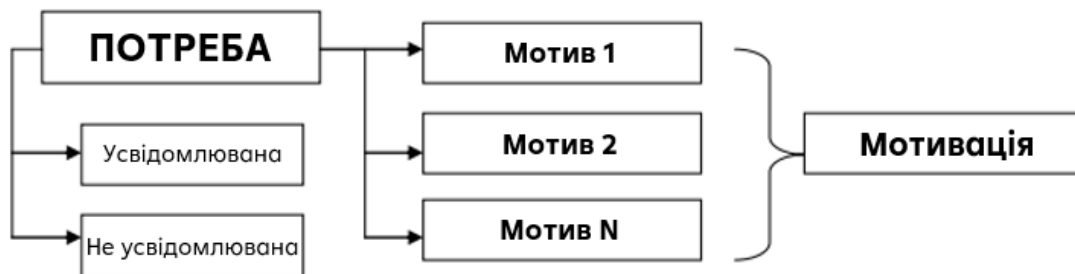 ПОТРЕБА
Усвідомлювана
Не усвідомлювана
Мотив 1
Мотив 2
Мотив N
Мотивація